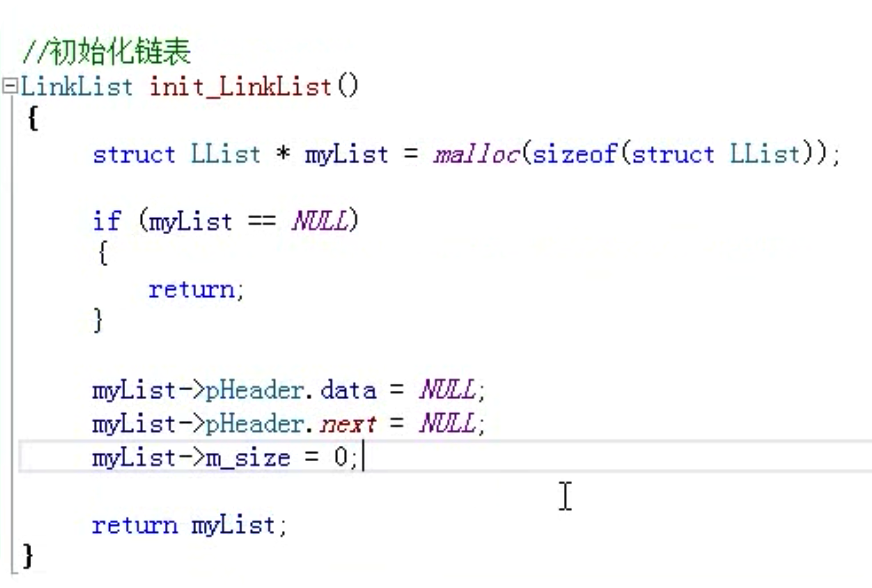 //初始化链表
LinkList init_LinkList()
{
struct LList * myList = malloc(sizeof(struct LList));
if (myList == NULL)
{
return;
}
myList->pHeader.data = NULL;
myList->pHeader.next = NULL;
myList->m_size = 0;
return myList;
}